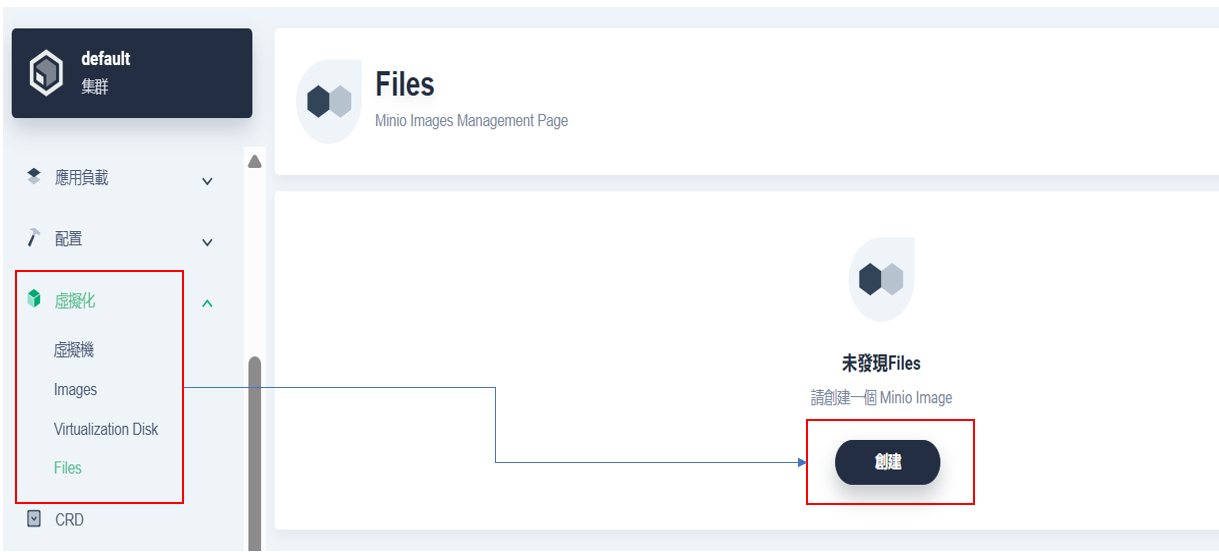 default
集群
應用負載
配置
虛擬化
虛擬機
Images
Virtualization Disk
Files
CRD
Files
Minio Images Management Page
未發現Files
請創建一個 Minio Image
創建